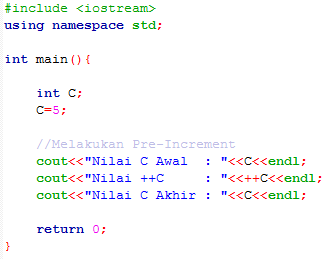 #include <iostream>
using namespace std;
int main(){
int C;
C=5;
//Melakukan Pre-Increment
cout<<"Nilai C Awal  : "<<C<<endl;
cout<<"Nilai ++C     : "<<++C<<endl;
cout<<"Nilai C Akhir : "<<C<<endl;
return 0;
}